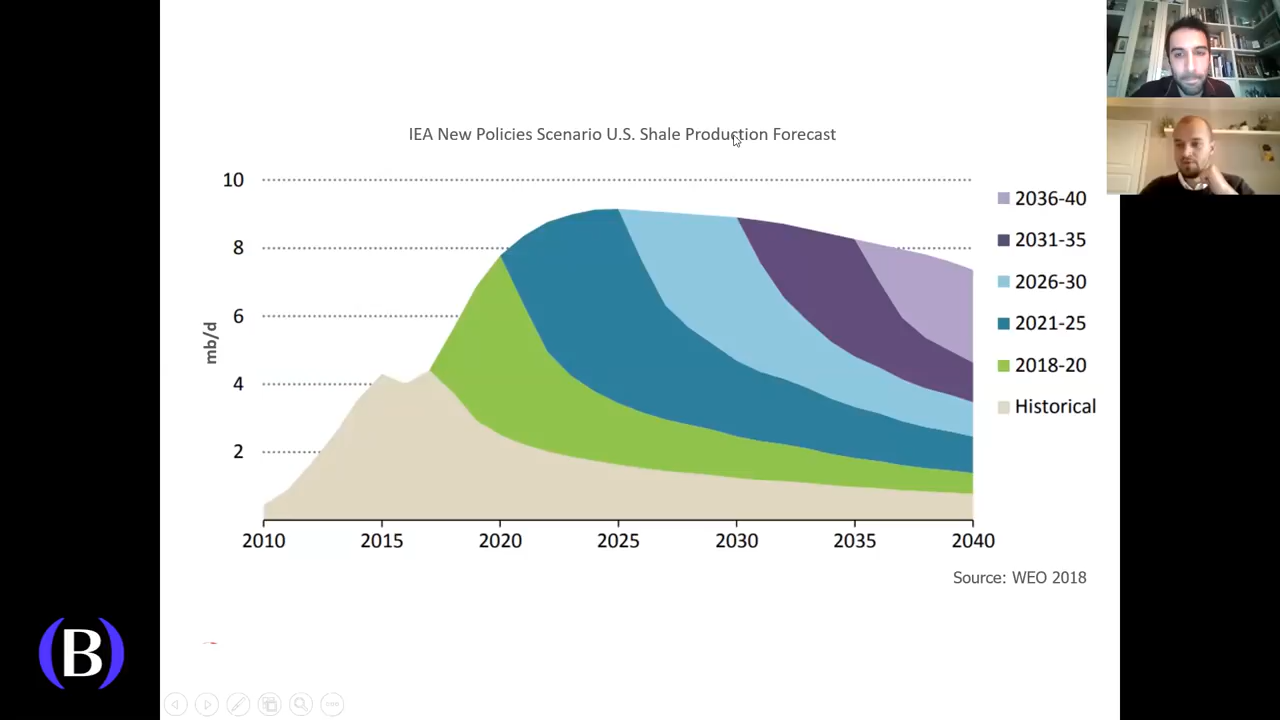 IEA New Policies Scenario U.S. Shale Production Forecast
10
8
6
4
2
mb/d
2010 2015 2020 2025 2030 2035 2040
2036-40
2031-35
2026-30
2021-25
2018-20
Historical
Source: WEO 2018
(B)